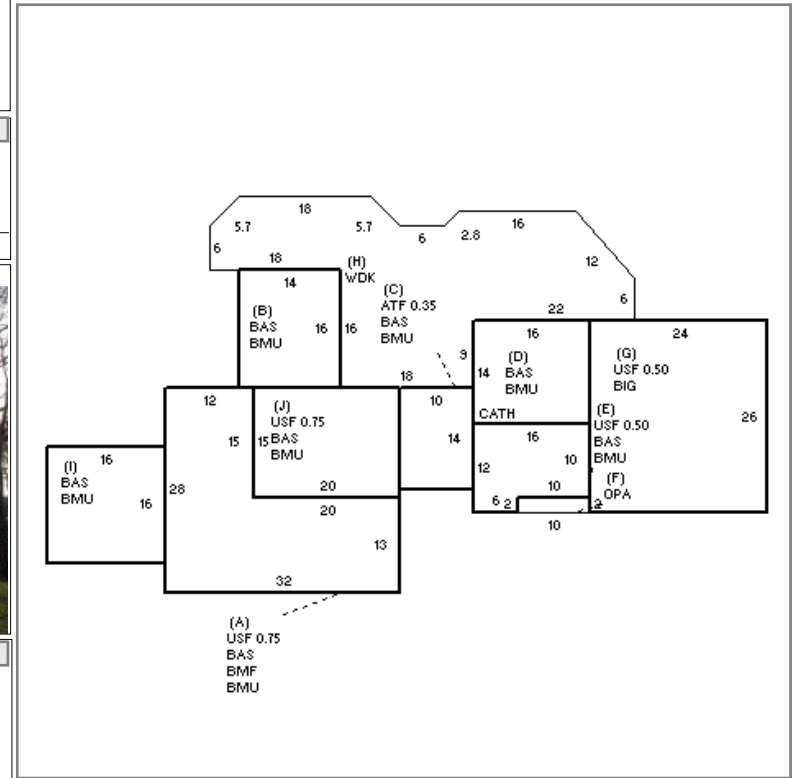 18
5.7
5.7
6
2.8
16
6
12
18
(H)
WDK
6
14
(C)
ATF 0.35
BAS
BMU
22
(B)
BAS
BMU
16
16
16
24
(D)
BAS
BMU
(G)
USF 0.50
BIG
9
14
18
12
(J)
USF 0.75
BAS
BMU
10
CATH
(E)
USF 0.50
BAS
BMU
26
15
15
14
16
10
16
(I)
BAS
BMU
12
(F)
OPA
28
20
10
16
6
2
20
10
13
32
(A)
USF 0.75
BAS
BMF
BMU